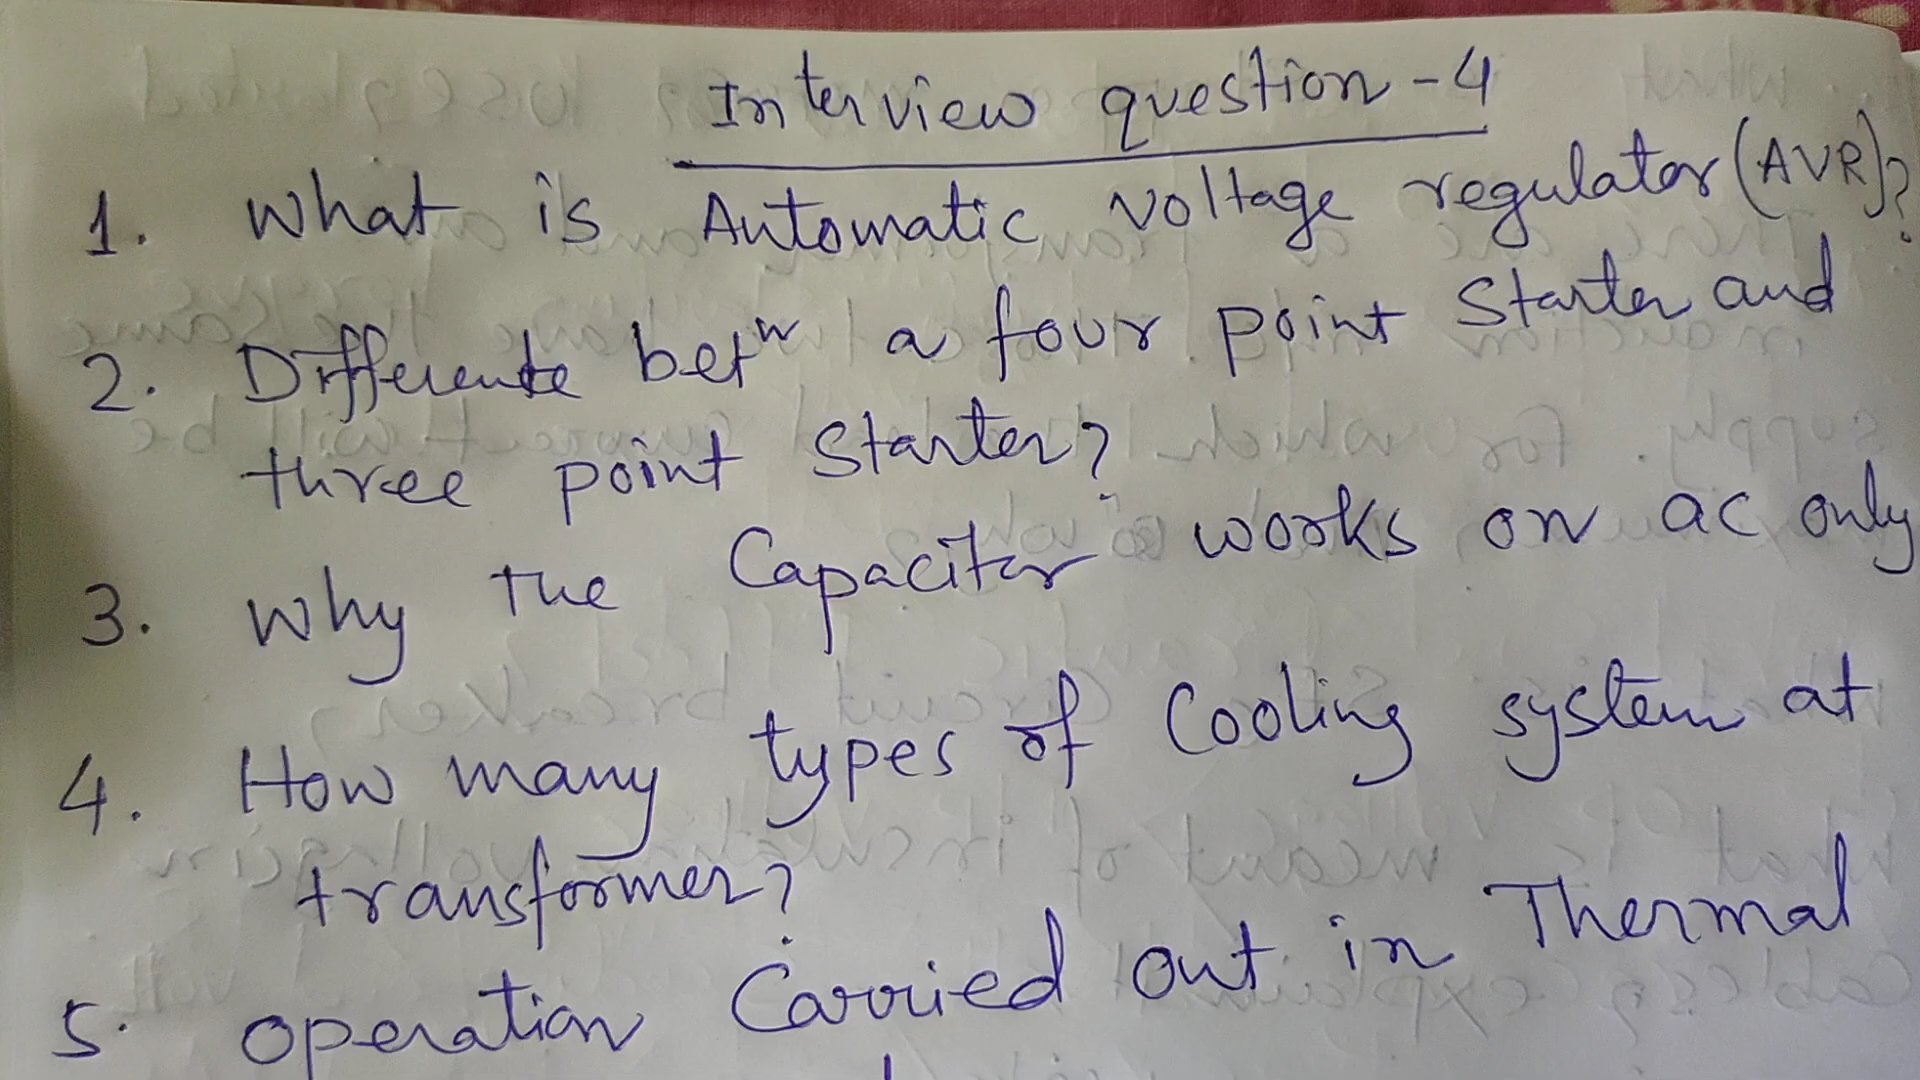 Interview question - 4
1. What is Automatic voltage regulator (AVR)?
2. Difference betw a four point Starter and
three point Starter?
3. Why the Capacitor works on ac only
4. How many types of Cooling system at
transformer?
5. operation Carried out in Thermal